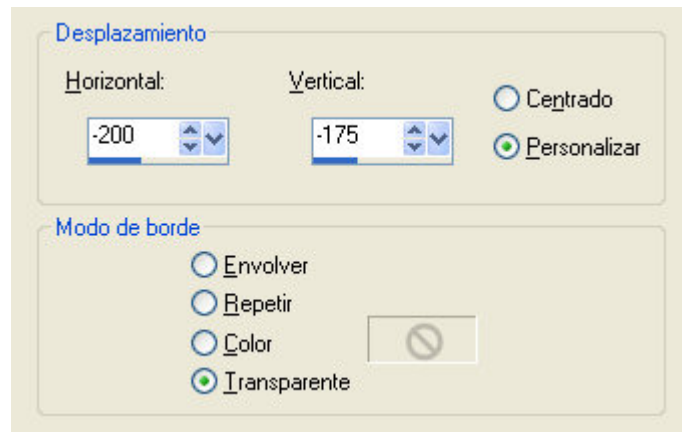 Desplazamiento
Horizontal:
Vertical:
-200
-175
Centrado
Personalizar
Modo de borde
Envolver
Repetir
Color
Transparente